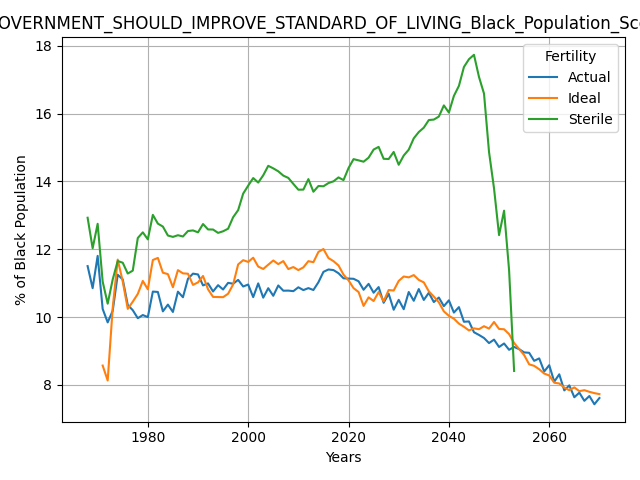 OVERNMENT_SHOULD_IMPROVE_STANDARD_OF_LIVING_Black_Population_Sc
18
16
14
12
10
8
% of Black Population
Fertility
Actual
Ideal
Sterile
1980 2000 2020 2040 2060
Years